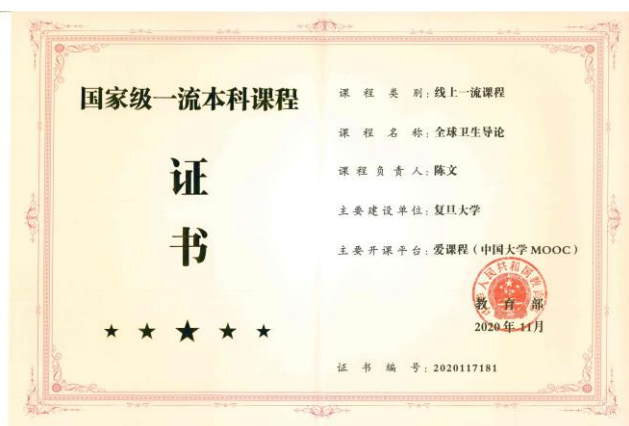 国家级一流本科课程
证
书
课程类别：线上一流课程
课程名称：全球卫生导论
课程负责人：陈文
主要建设单位：复旦大学
主要开课平台：爱课程（中国大学 MOOC）
教育部
2020年11月
证书编号：2020117181